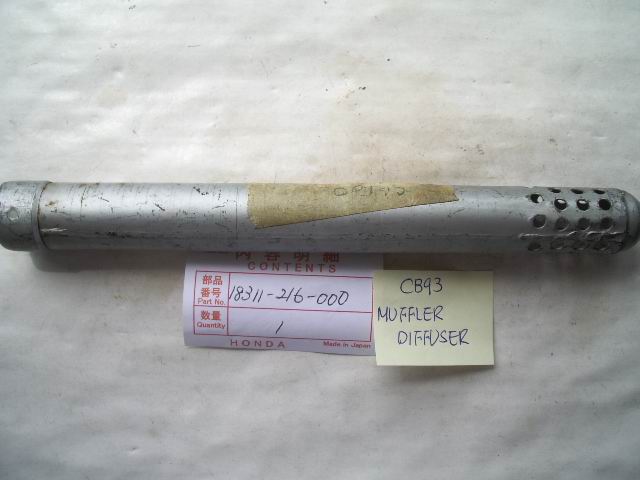 内容明細
CONTENTS
部品
番号
Part No.
18311-216-000
数量
Quantity
1
HONDA
Made in Japan
CB93
MUFFLER
DIFFUSER